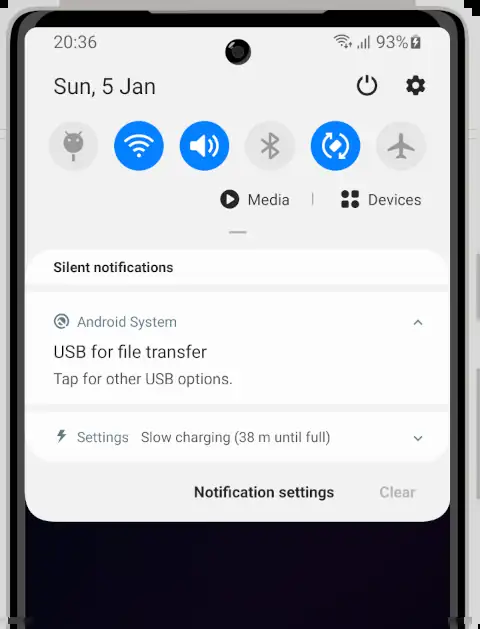 20:36 93%
Sun, 5 Jan
Media Devices
Silent notifications
Android System
USB for file transfer
Tap for other USB options.
Settings Slow charging (38 m until full)
Notification settings Clear